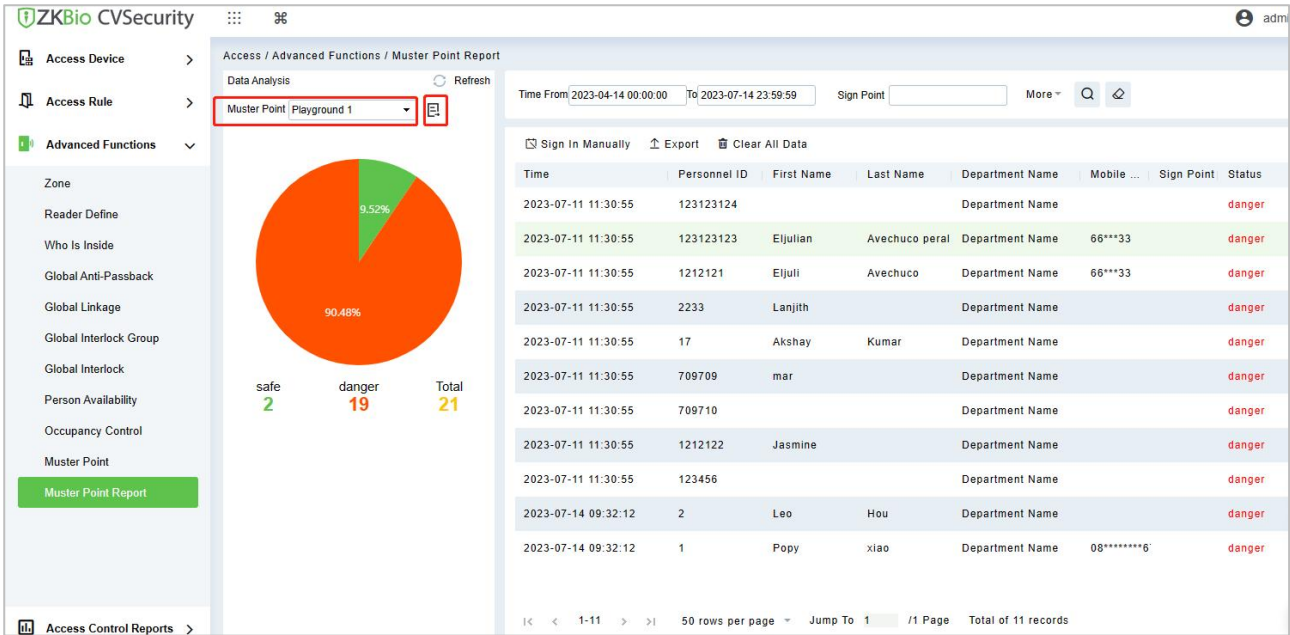 ZKBio CVSecurity ⌘ admi
Access Device
Access Rule
Advanced Functions
Zone
Reader Define
Who Is Inside
Global Anti-Passback
Global Linkage
Global Interlock Group
Global Interlock
Person Availability
Occupancy Control
Muster Point
Muster Point Report
Access Control Reports
Access / Advanced Functions / Muster Point Report
Data Analysis Refresh
Muster Point Playground 1
9.52%
90.48%
safe danger Total
2 19 21
Time From 2023-04-14 00:00:00 To 2023-07-14 23:59:59 Sign Point More
Sign In Manually Export Clear All Data
Time Personnel ID First Name Last Name Department Name Mobile ... Sign Point Status
2023-07-11 11:30:55 123123124 Department Name danger
2023-07-11 11:30:55 123123123 Eljulian Avechuco peral Department Name 66***33 danger
2023-07-11 11:30:55 1212121 Eljuli Avechuco Department Name 66***33 danger
2023-07-11 11:30:55 2233 Lanjith Department Name danger
2023-07-11 11:30:55 17 Akshay Kumar Department Name danger
2023-07-11 11:30:55 709709 mar Department Name danger
2023-07-11 11:30:55 709710 Department Name danger
2023-07-11 11:30:55 1212122 Jasmine Department Name danger
2023-07-11 11:30:55 123456 Department Name danger
2023-07-14 09:32:12 2 Leo Hou Department Name danger
2023-07-14 09:32:12 1 Popy xiao Department Name 08********6 danger
|< < 1-11 > >| 50 rows per page Jump To 1 /1 Page Total of 11 records